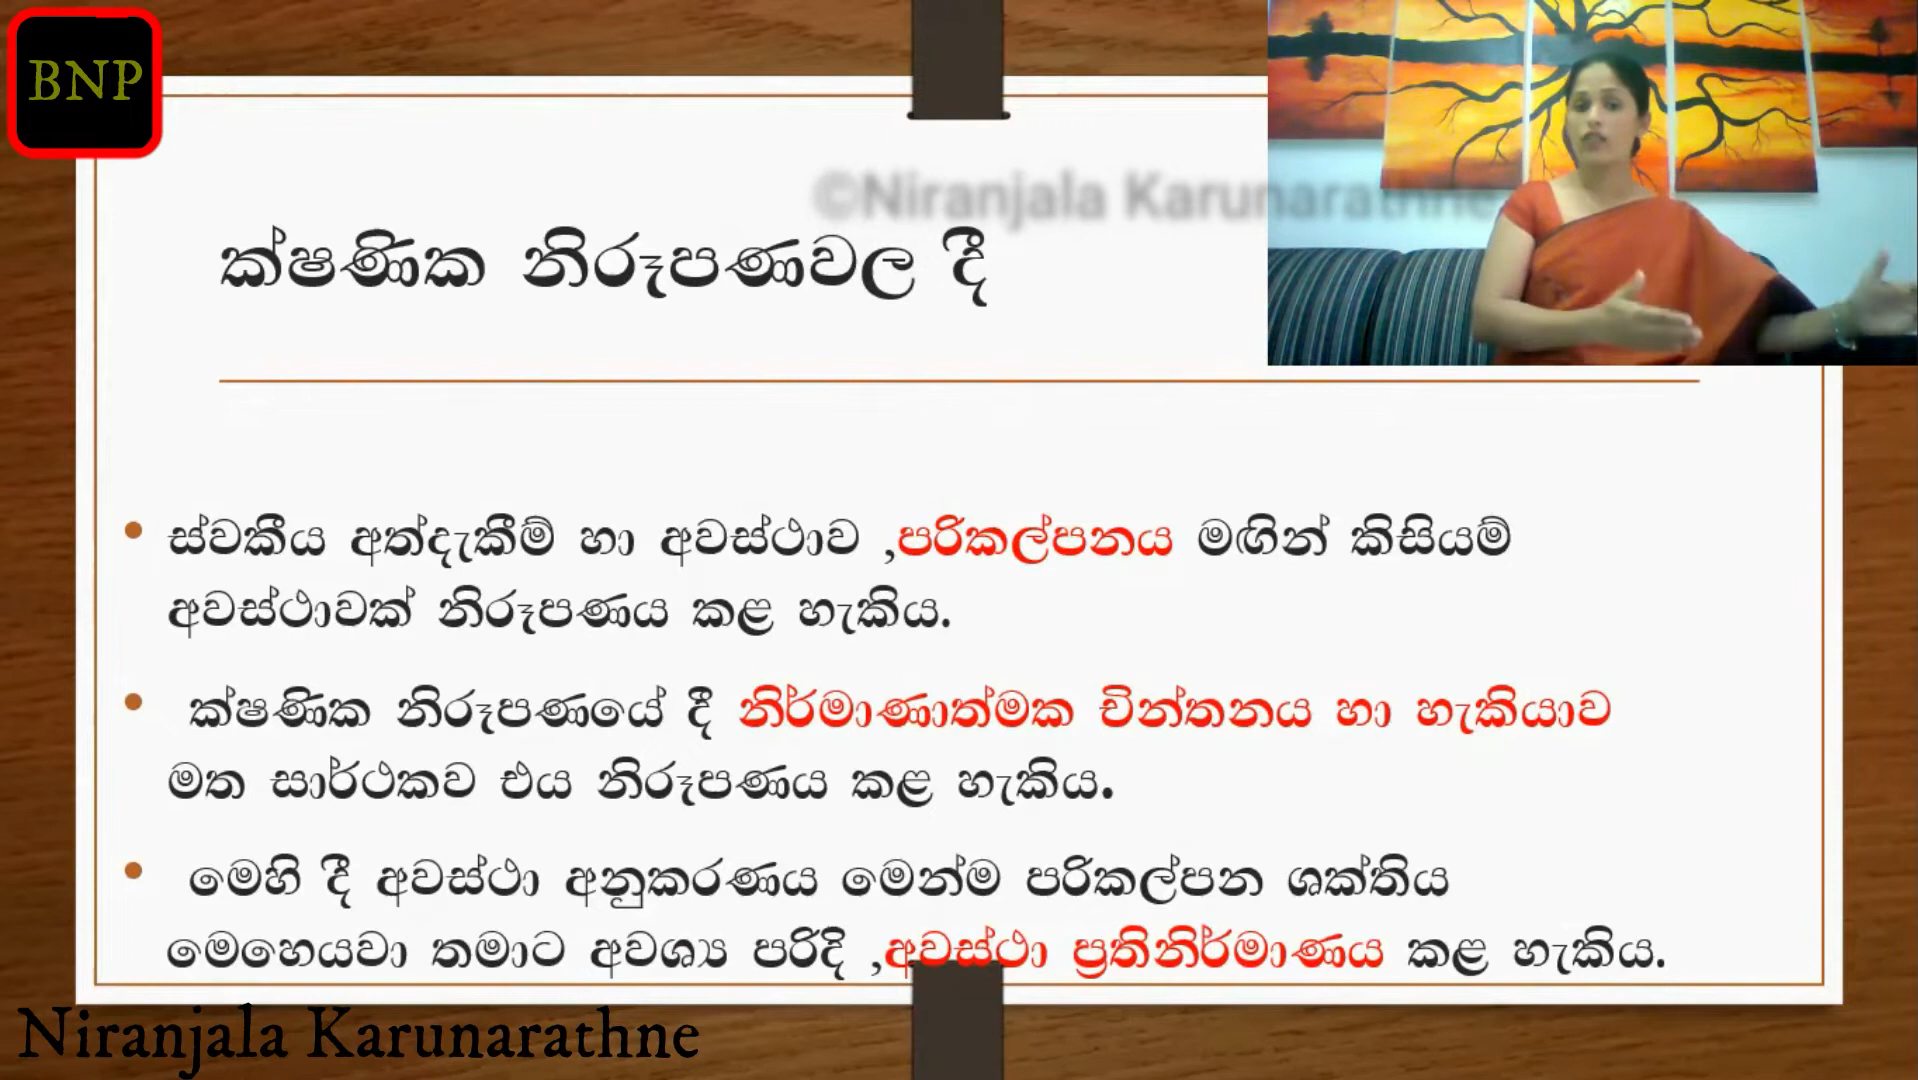 BNP
©Niranjala Karunarathne
ක්ෂණික නිරූපණවල දී
ස්වකීය අත්දැකීම් හා අවස්ථාව ,පරිකල්පනය මඟින් කිසියම්
අවස්ථාවක් නිරූපණය කළ හැකිය.
ක්ෂණික නිරූපණයේ දී නිර්මාණාත්මක චින්තනය හා හැකියාව
මත සාර්ථකව එය නිරූපණය කළ හැකිය.
මෙහි දී අවස්ථා අනුකරණය මෙන්ම පරිකල්පන ශක්තිය
මෙහෙයවා තමාට අවශ්‍ය පරිදි ,අවස්ථා ප්‍රතිනිර්මාණය කළ හැකිය.
Niranjala Karunarathne